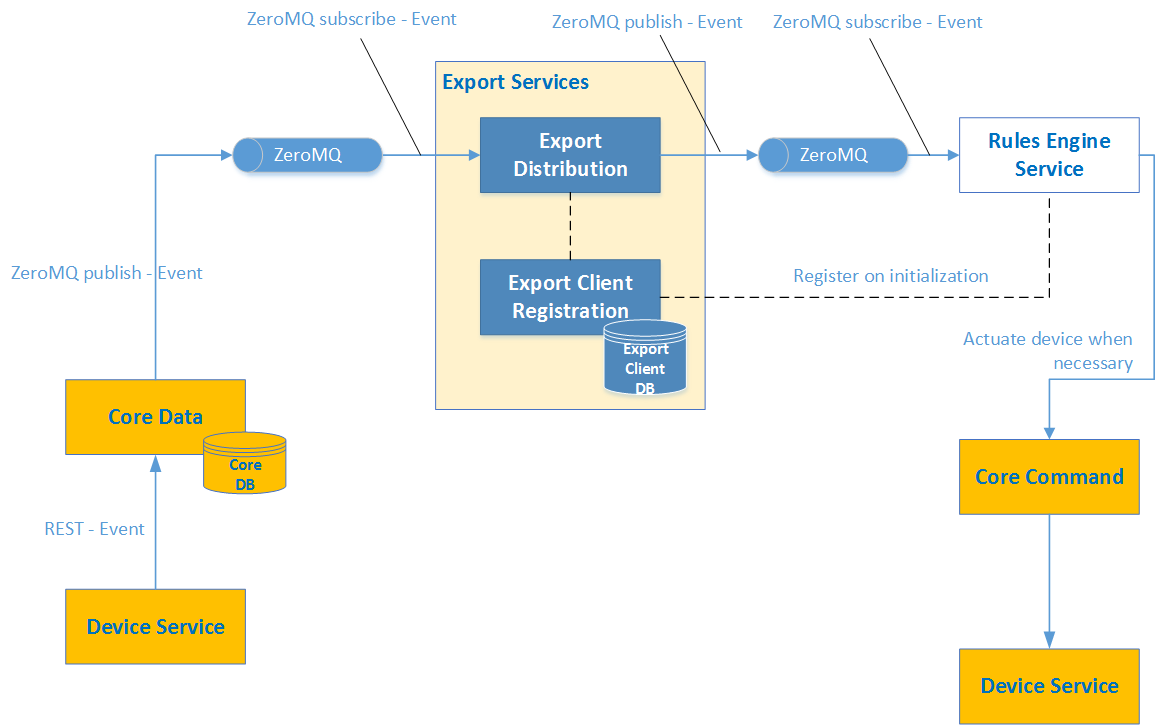 ZeroMQ subscribe - Event
ZeroMQ publish - Event
ZeroMQ subscribe - Event
Export Services
ZeroMQ
Export
Distribution
ZeroMQ
Rules Engine
Service
ZeroMQ publish - Event
Export Client
Registration
Register on initialization
Export
Client
DB
Actuate device when
necessary
Core Data
Core
DB
Core Command
REST - Event
Device Service
Device Service